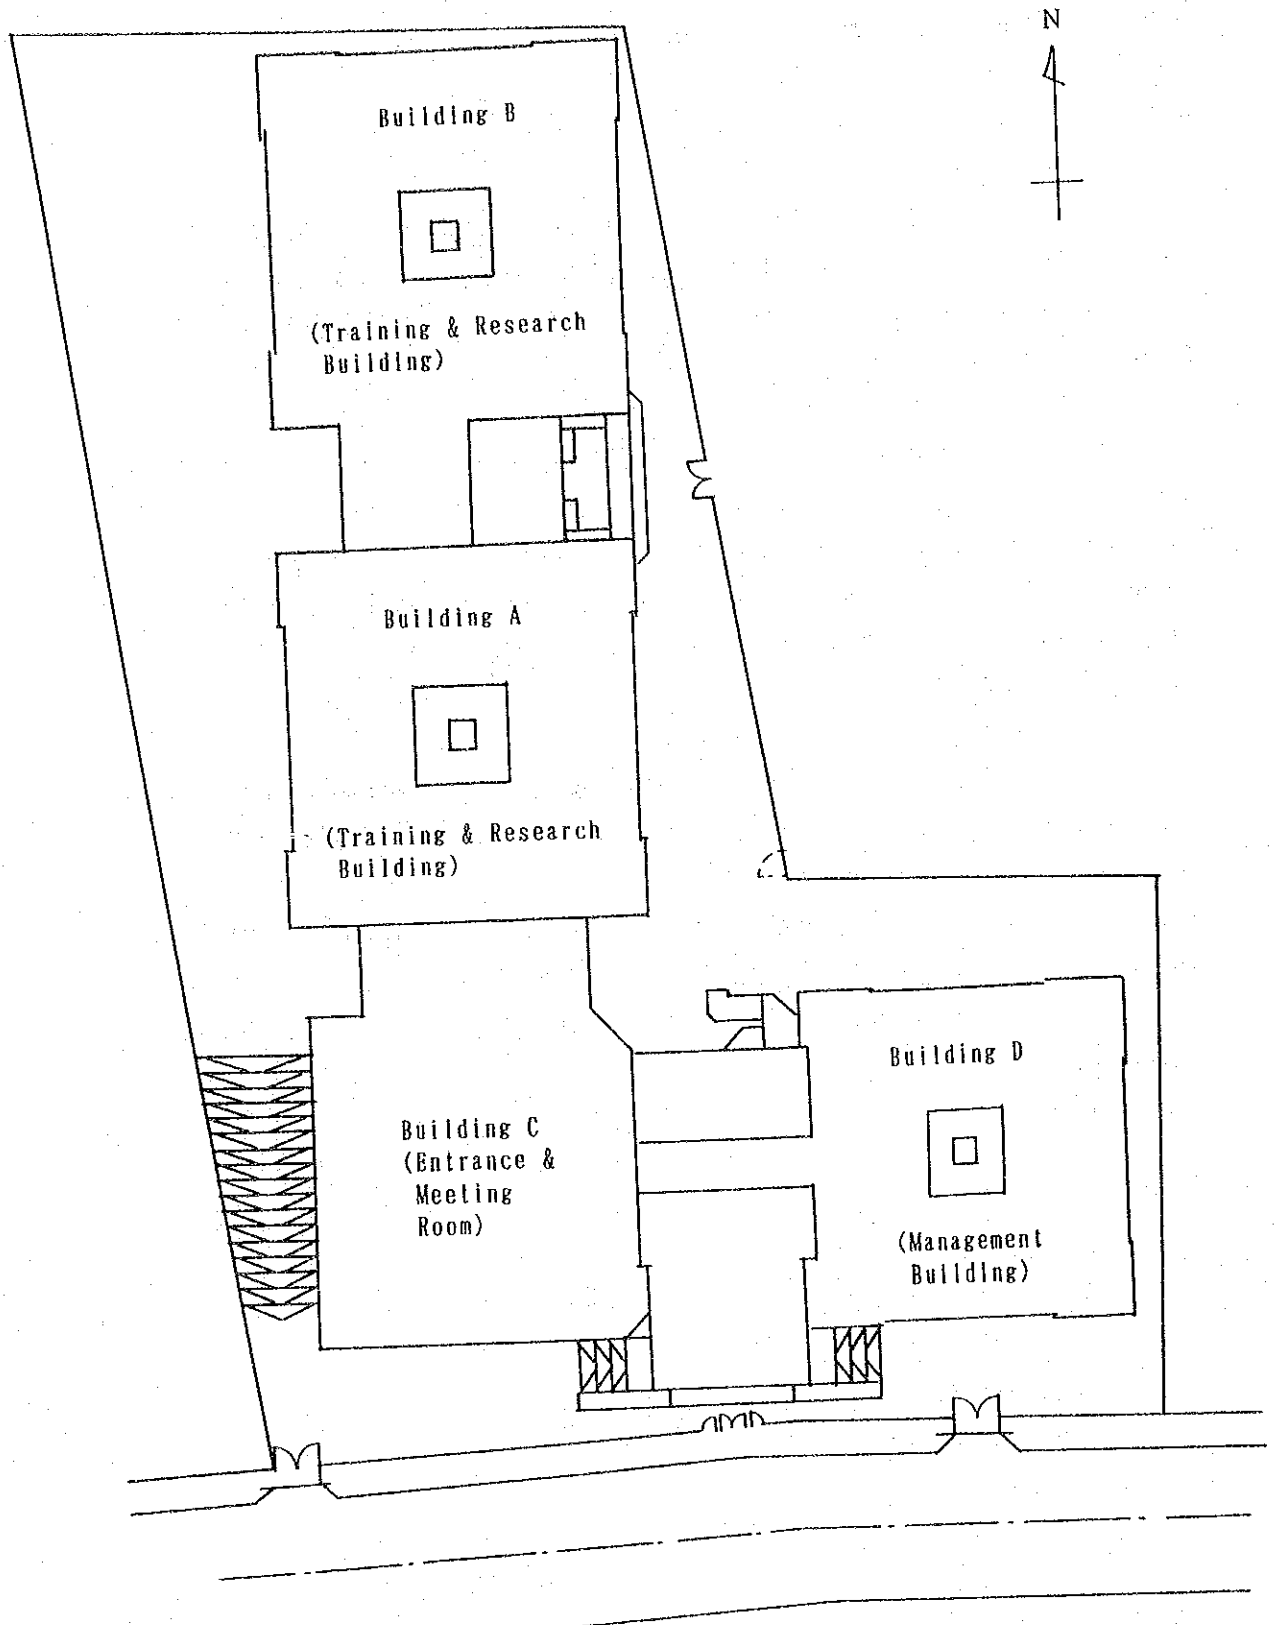 N
Building B
(Training & Research
Building)
Building A
(Training & Research
Building)
Building D
Building C
(Entrance &
Meeting
Room)
(Management
Building)